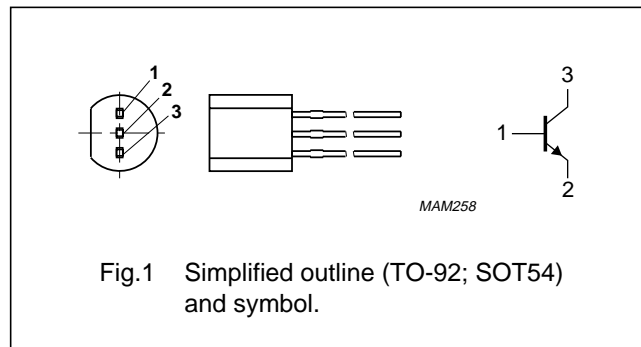 1
2
3
3
1
2
MAM258
Fig.1 Simplified outline (TO-92; SOT54)
and symbol.